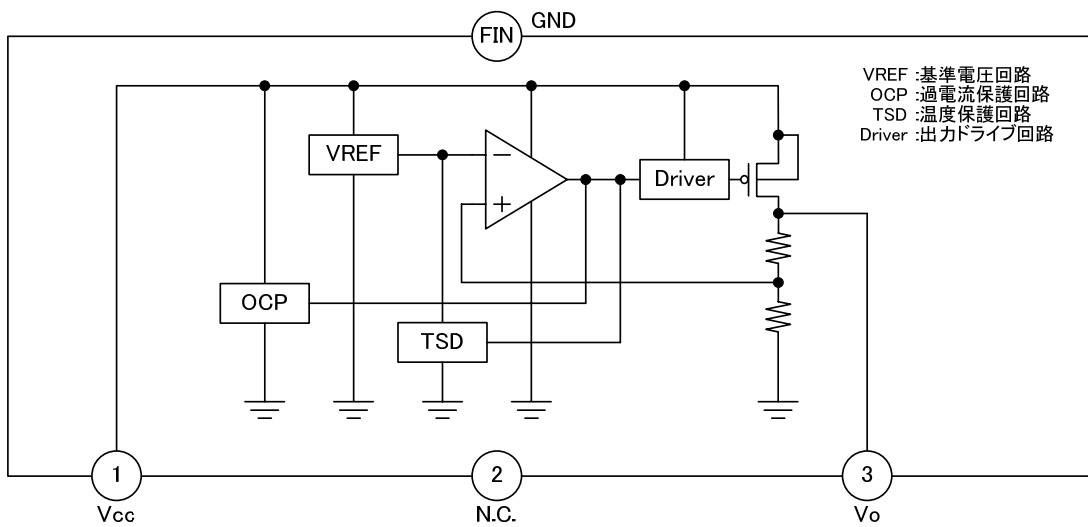 FIN GND
VREF :基準電圧回路
OCP :過電流保護回路
TSD :温度保護回路
Driver :出力ドライブ回路
VREF
−
+
Driver
OCP
TSD
1
Vcc
2
N.C.
3
Vo